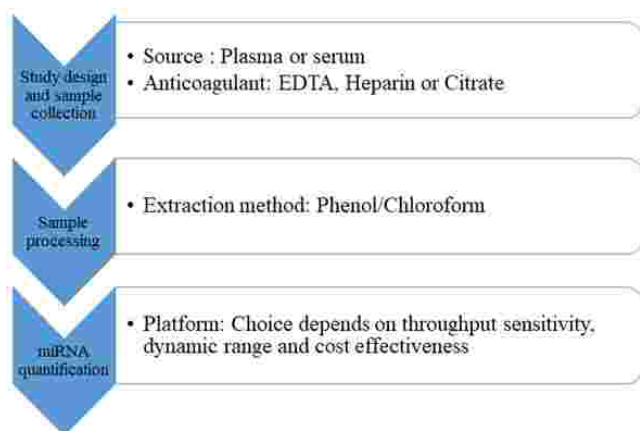 Study design
and sample
collection
• Source : Plasma or serum
• Anticoagulant: EDTA, Heparin or Citrate
Sample
processing
• Extraction method: Phenol/Chloroform
miRNA
quantification
• Platform: Choice depends on throughput sensitivity,
dynamic range and cost effectiveness